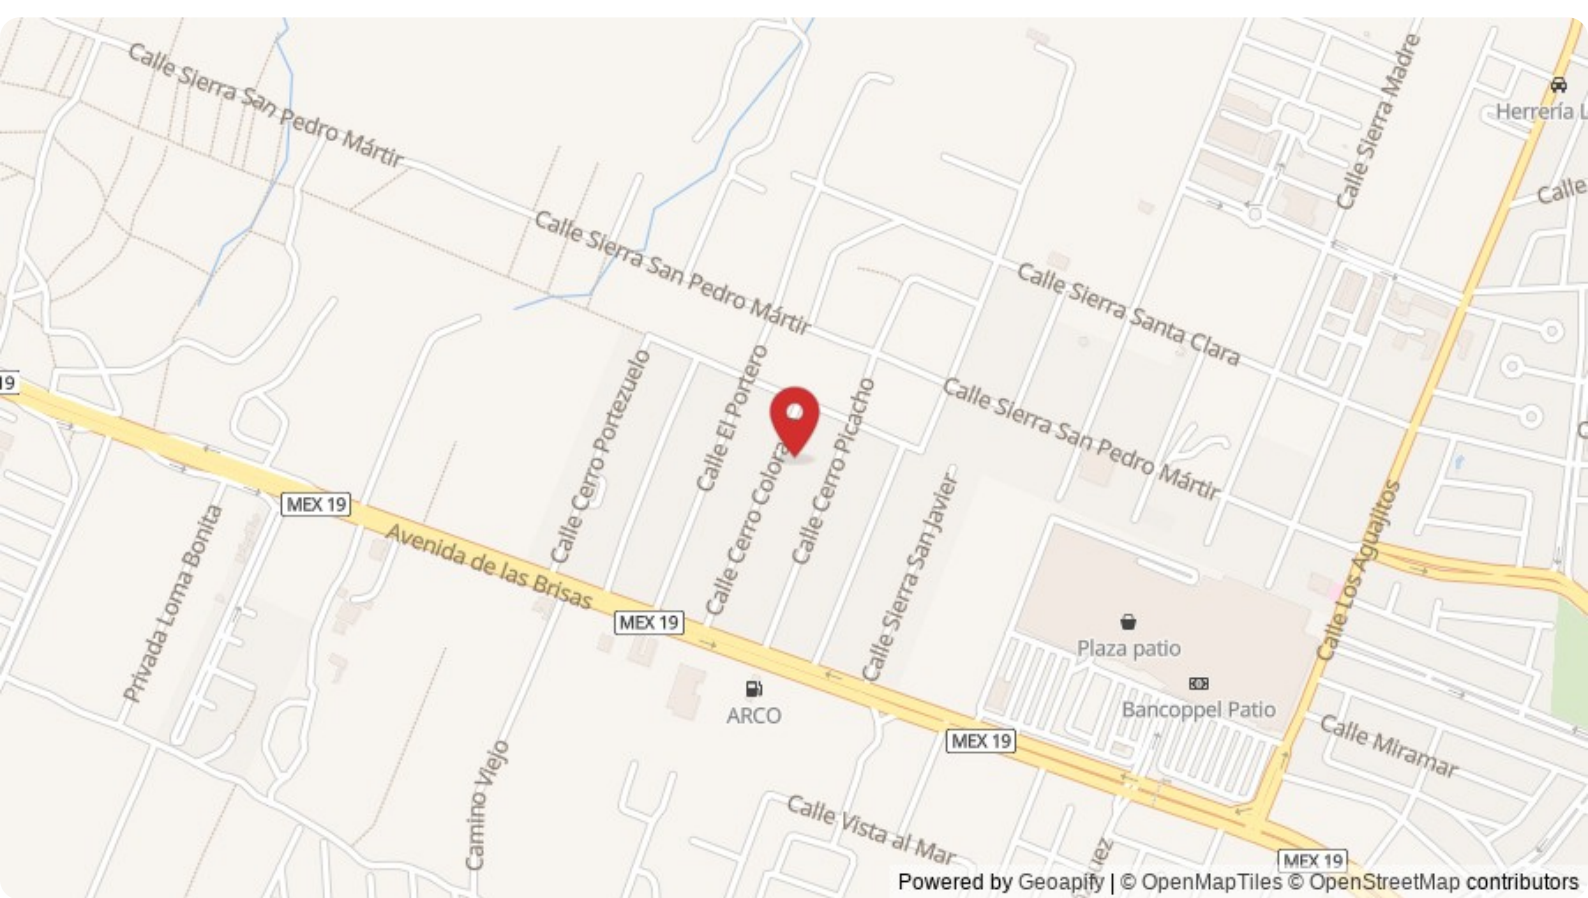 Calle Sierra San Pedro Mártir
Calle Sierra Madre
Herrería L
Calle
Calle Sierra San Pedro Mártir
Calle Sierra Santa Clara
19
Calle Cerro Portezuelo
Calle El Portero
Calle Cerro Colora
Calle Cerro Picacho
Calle Sierra San Pedro Mártir
MEX 19
Avenida de las Brisas
Privada Loma Bonita
Calle Sierra San Javier
Calle Los Aguajitos
MEX 19
Plaza patio
Bancoppel Patio
ARCO
MEX 19
Calle Miramar
Camino Viejo
Calle Vista al Mar
MEX 19
Powered by Geoapify | © OpenMapTiles © OpenStreetMap contributors